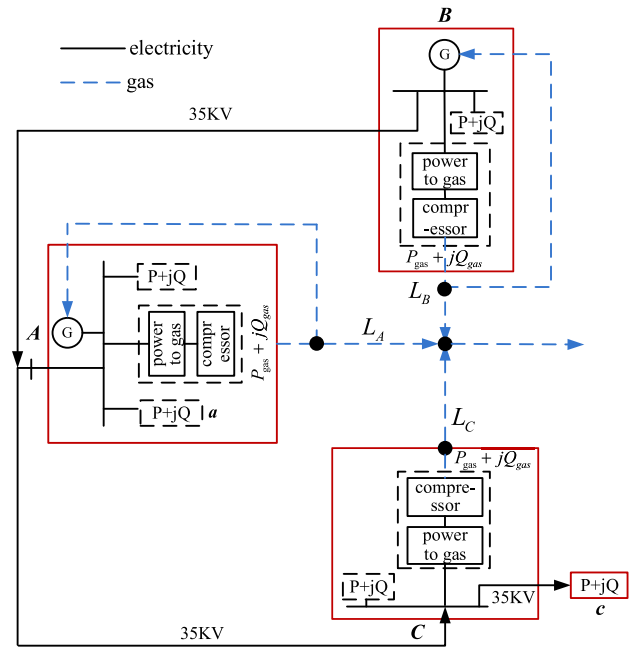 B
electricity
gas
G
35KV
P+jQ
power
to gas
compr
-essor
P_gas + jQ_gas
L_B
A
G
P+jQ
power
to gas
compr
essor
P_gas + jQ_gas
L_A
P+jQ
a
L_C
P_gas + jQ_gas
compre-
ssor
power
to gas
P+jQ
35KV
P+jQ
c
C
35KV